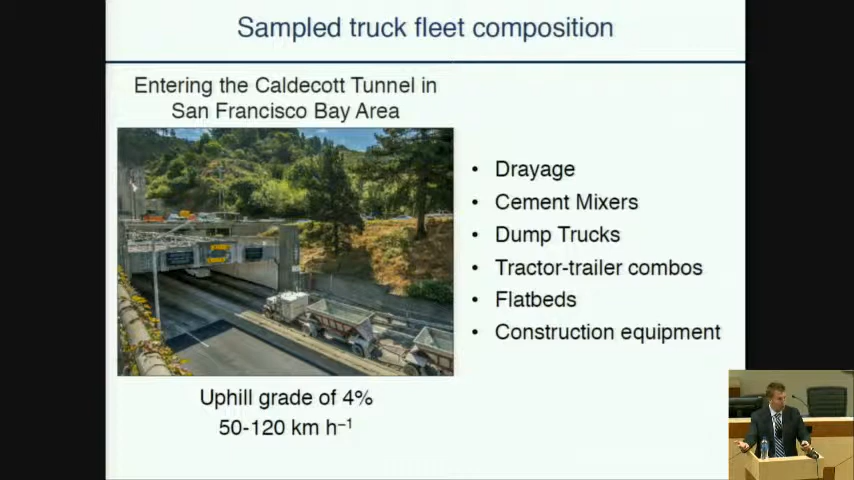 Sampled truck fleet composition
Entering the Caldecott Tunnel in
San Francisco Bay Area
• Drayage
• Cement Mixers
• Dump Trucks
• Tractor-trailer combos
• Flatbeds
• Construction equipment
Uphill grade of 4%
50-120 km h⁻¹